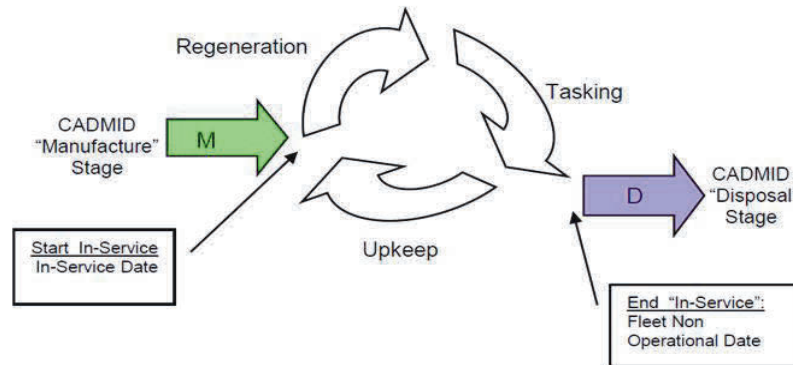 Regeneration
Tasking
CADMID
"Manufacture"
Stage
M
CADMID
"Disposal
Stage
D
Upkeep
Start In-Service
In-Service Date
End "In-Service":
Fleet Non
Operational Date